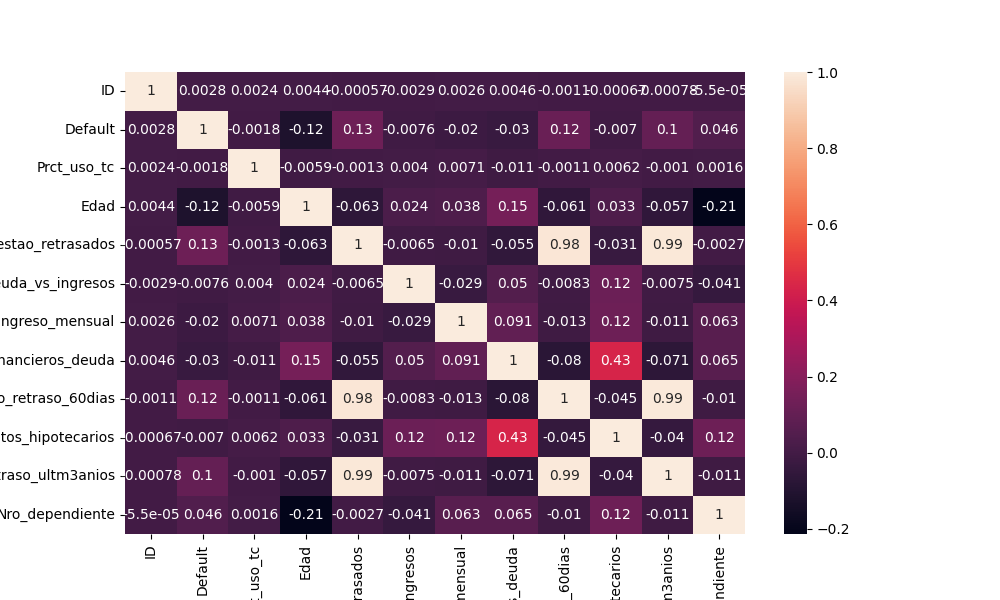 ID 1 0.0028 0.0024 0.0044 -0.00057 -0.0029 0.0026 0.0046 -0.0011 -0.00067 0.00078 -5.5e-05
Default 0.0028 1 -0.0018 -0.12 0.13 -0.0076 -0.02 -0.03 0.12 -0.007 0.1 0.046
Prct_uso_tc 0.0024 -0.0018 1 -0.0059 -0.0013 0.004 0.0071 -0.011 -0.0011 0.0062 -0.001 0.0016
Edad 0.0044 -0.12 -0.0059 1 -0.063 0.024 0.038 0.15 -0.061 0.033 -0.057 -0.21
estao_retrasados -0.00057 0.13 -0.0013 -0.063 1 -0.0065 -0.01 -0.055 0.98 -0.031 0.99 -0.0027
euda_vs_ingresos -0.0029 -0.0076 0.004 0.024 -0.0065 1 -0.029 0.05 -0.0083 0.12 -0.0075 -0.041
ngreso_mensual 0.0026 -0.02 0.0071 0.038 -0.01 -0.029 1 0.091 -0.013 0.12 -0.011 0.063
nancieros_deuda 0.0046 -0.03 -0.011 0.15 -0.055 0.05 0.091 1 -0.08 0.43 -0.071 0.065
o_retraso_60dias -0.0011 0.12 -0.0011 -0.061 0.98 -0.0083 -0.013 -0.08 1 -0.045 0.99 -0.01
tos_hipotecarios -0.00067 -0.007 0.0062 0.033 -0.031 0.12 0.12 0.43 -0.045 1 -0.04 0.12
raso_ultm3anios 0.00078 0.1 -0.001 -0.057 0.99 -0.0075 -0.011 -0.071 0.99 -0.04 1 -0.011
Nro_dependiente -5.5e-05 0.046 0.0016 -0.21 -0.0027 -0.041 0.063 0.065 -0.01 0.12 -0.011 1
ID
Default
_uso_tc
Edad
rasados
ngresos
mensual
s_deuda
_60dias
tecarios
m3anios
ndiente
1.0
0.8
0.6
0.4
0.2
0.0
−0.2